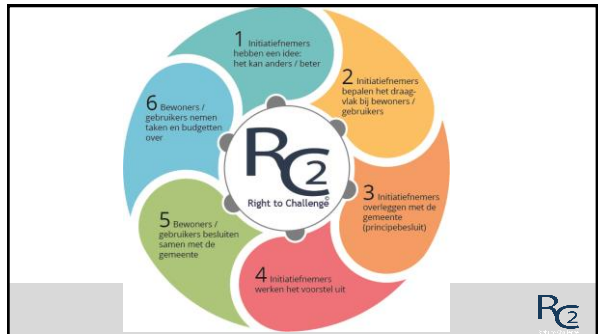 1 Initiatiefnemers
hebben een idee:
het kan anders / beter
2 Initiatiefnemers
bepalen het draag-
vlak bij bewoners /
gebruikers
3 Initiatiefnemers
overleggen met de
gemeente
(principebesluit)
4 Initiatiefnemers
werken het voorstel uit
5 Bewoners /
gebruikers besluiten
samen met de
gemeente
6 Bewoners /
gebruikers nemen
taken en budgetten
over
RC2
Right to Challenge©
RC2